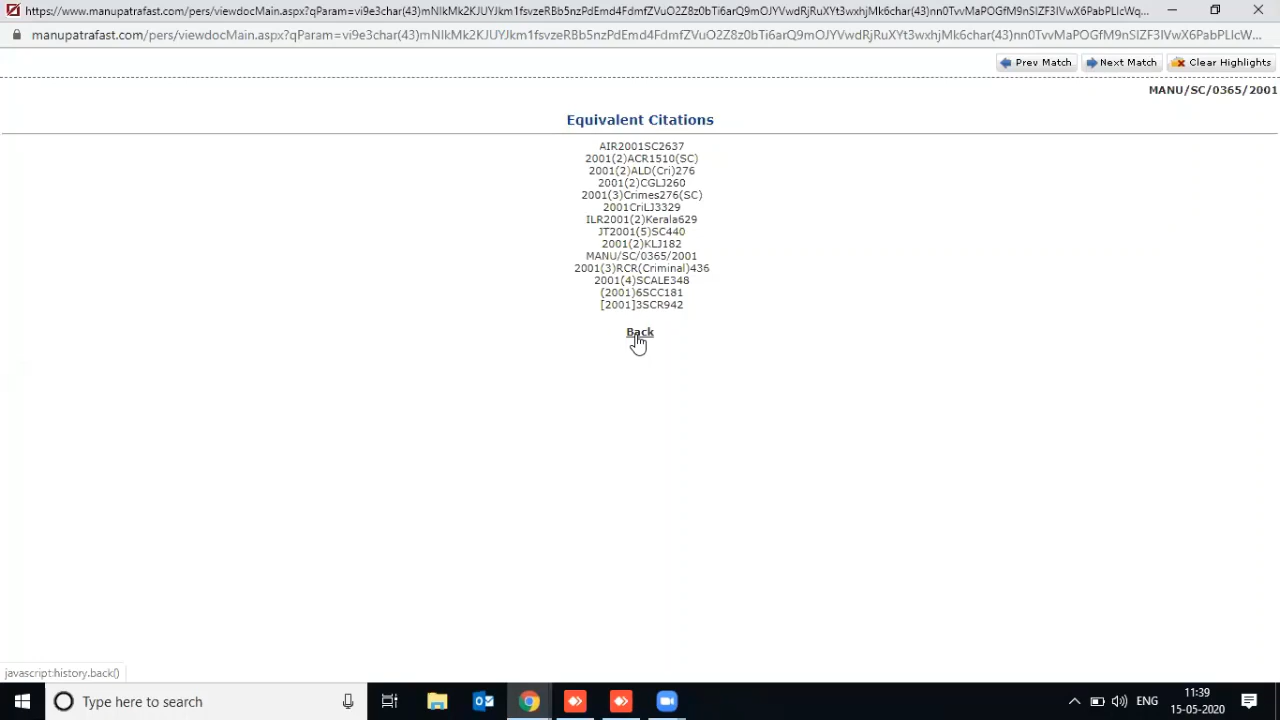 https://www.manupatrafast.com/pers/viewdocMain.aspx?qParam=vi9e3char(43)mNlkMk2KJUYJkm1fsvzeRBb5nzPdEmd4FdmfZVuO2Z8z0bTi6arQ9mOJYVwdRjRuXYt3wxhjMk6char(43)nn0TvvMaPOGfM9nSIZF3IVwX6PabPLIcWq...
manupatrafast.com/pers/viewdocMain.aspx?qParam=vi9e3char(43)mNlkMk2KJUYJkm1fsvzeRBb5nzPdEmd4FdmfZVuO2Z8z0bTi6arQ9mOJYVwdRjRuXYt3wxhjMk6char(43)nn0TvvMaPOGfM9nSIZF3IVwX6PabPLIcW...
Prev Match Next Match Clear Highlights
MANU/SC/0365/2001
Equivalent Citations
AIR2001SC2637
2001(2)ACR1510(SC)
2001(2)ALD(Cri)276
2001(2)CGLJ260
2001(3)Crimes276(SC)
2001CriLJ3329
ILR2001(2)Kerala629
JT2001(5)SC440
2001(2)KLJ182
MANU/SC/0365/2001
2001(3)RCR(Criminal)436
2001(4)SCALE348
(2001)6SCC181
[2001]3SCR942
Back
javascript:history.back()
Type here to search
ENG
11:39
15-05-2020